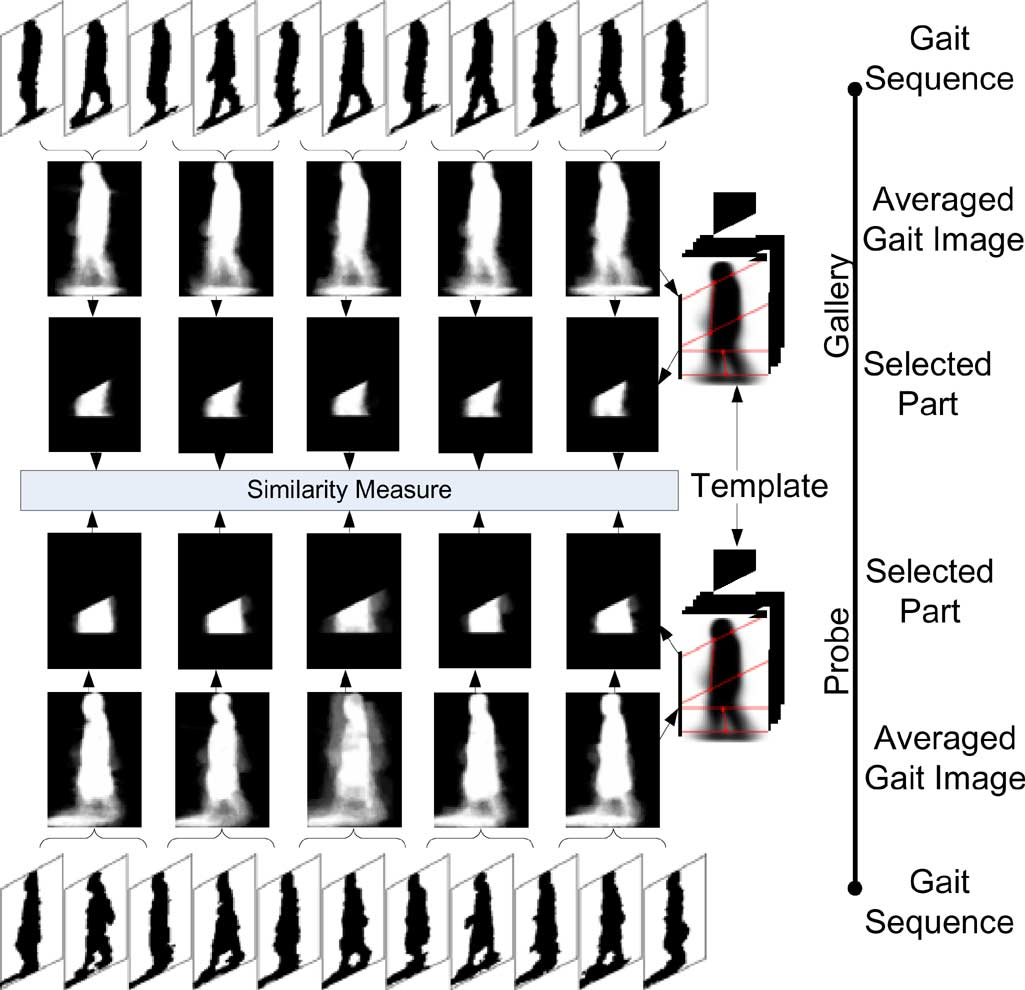 Gait
Sequence
Averaged
Gait Image
Gallery
Selected
Part
Similarity Measure
Template
Selected
Part
Probe
Averaged
Gait Image
Gait
Sequence